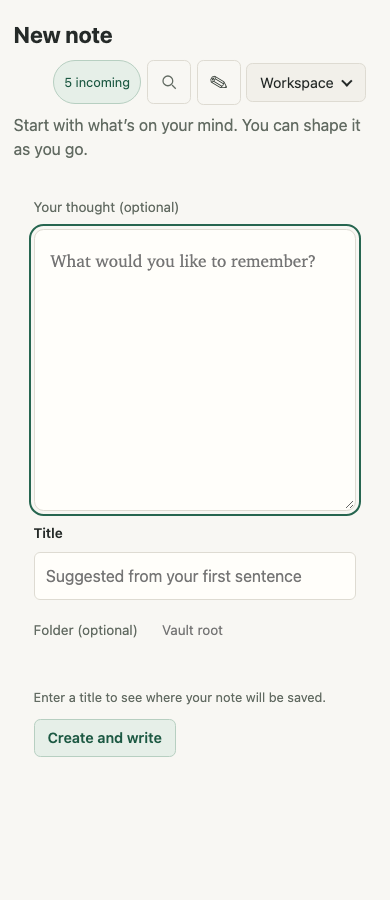 New note
5 incoming
Workspace
Start with what’s on your mind. You can shape it
as you go.
Your thought (optional)
What would you like to remember?
Title
Suggested from your first sentence
Folder (optional) Vault root
Enter a title to see where your note will be saved.
Create and write